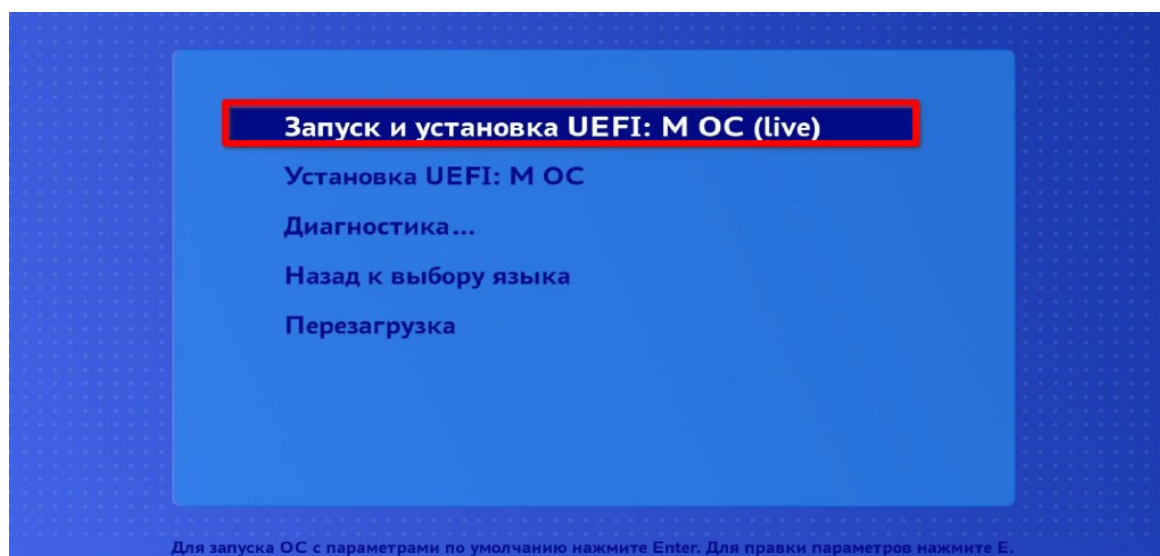 Запуск и установка UEFI: М ОС (live)
Установка UEFI: М ОС
Диагностика...
Назад к выбору языка
Перезагрузка
Для запуска ОС с параметрами по умолчанию нажмите Enter. Для правки параметров нажмите E.